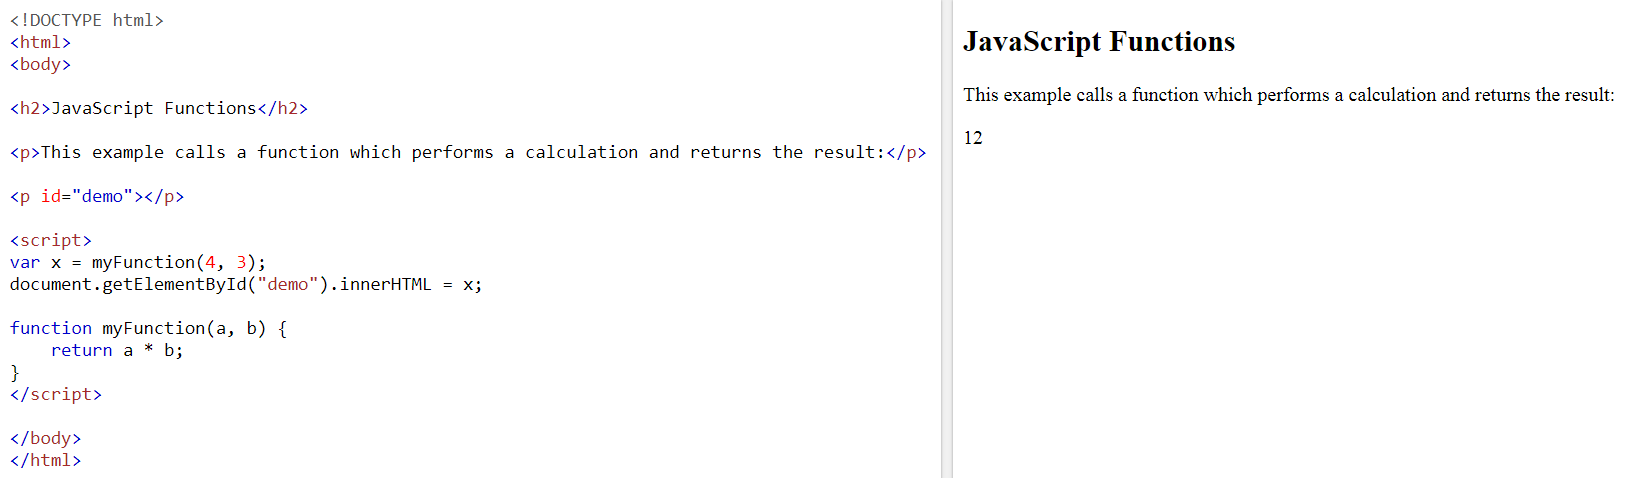 <!DOCTYPE html>
<html>
<body>
<h2>JavaScript Functions</h2>
<p>This example calls a function which performs a calculation and returns the result:</p>
<p id="demo"></p>
<script>
var x = myFunction(4, 3);
document.getElementById("demo").innerHTML = x;
function myFunction(a, b) {
    return a * b;
}
</script>
</body>
</html>
JavaScript Functions
This example calls a function which performs a calculation and returns the result:
12